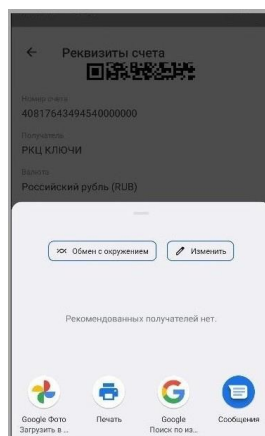 Реквизиты счета
Номер счета
40817643494540000000
Получатель
РКЦ КЛЮЧИ
Валюта
Российский рубль (RUB)
Обмен с окружением
Изменить
Рекомендованных получателей нет.
Google Фото
Загрузить в ...
Печать
Google
Поиск по из...
Сообщения